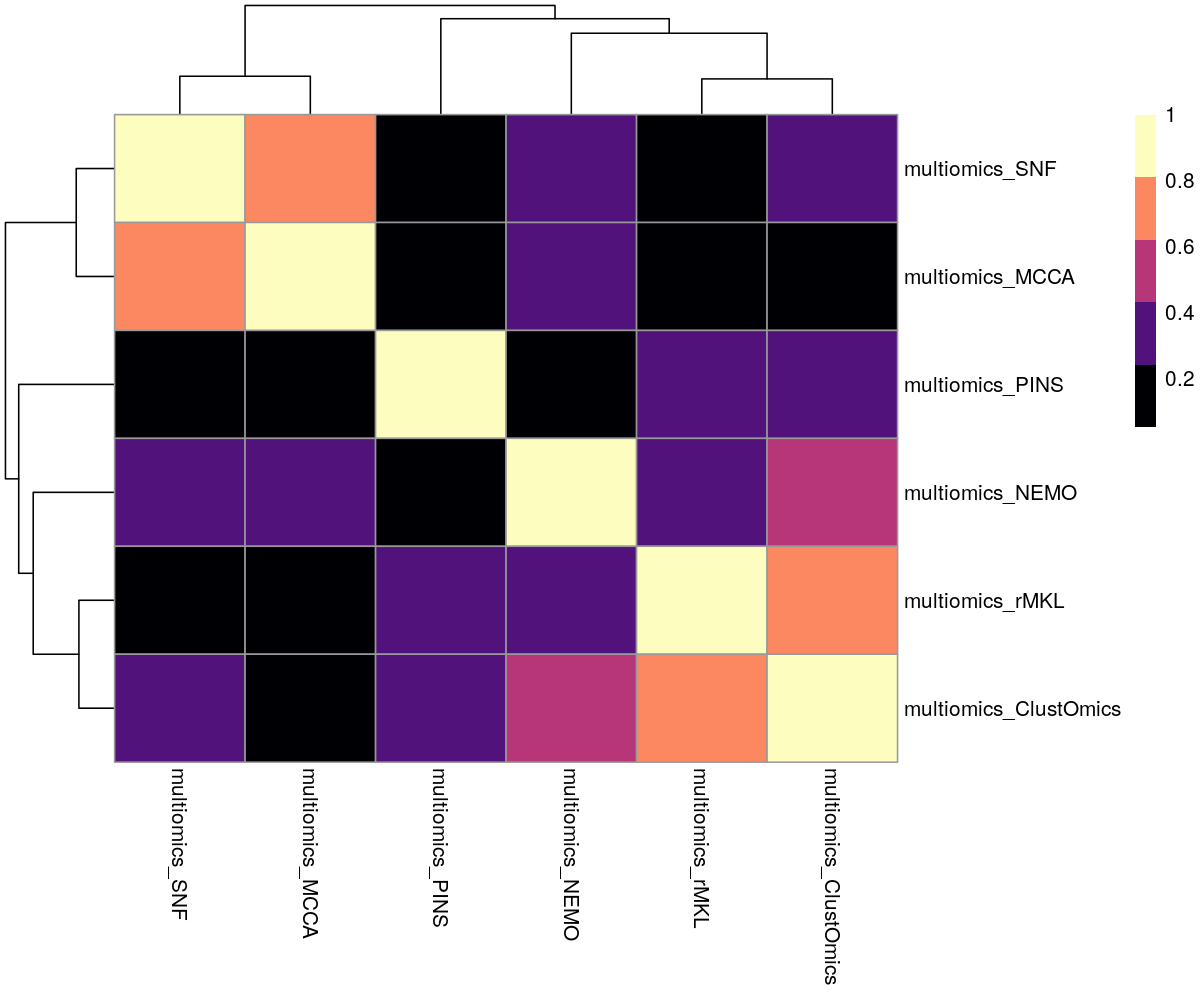 1
multiomics_SNF
0.8
0.6
multiomics_MCCA
0.4
multiomics_PINS
0.2
multiomics_NEMO
multiomics_rMKL
multiomics_ClustOmics
multiomics_SNF
multiomics_MCCA
multiomics_PINS
multiomics_NEMO
multiomics_rMKL
multiomics_ClustOmics